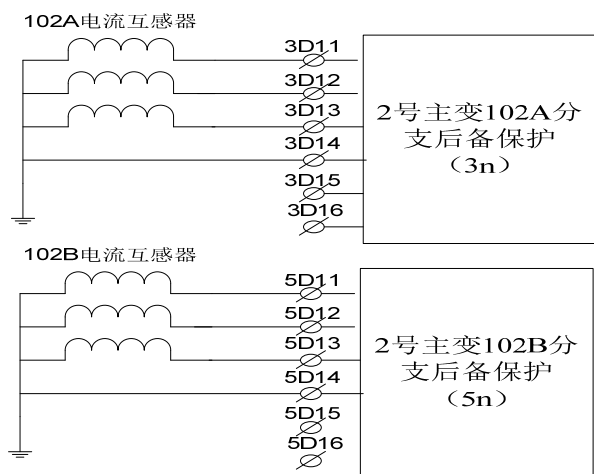 102A电流互感器
3D11
3D12
3D13
3D14
3D15
3D16
2号主变102A分
支后备保护
（3n）
102B电流互感器
5D11
5D12
5D13
5D14
5D15
5D16
2号主变102B分
支后备保护
（5n）